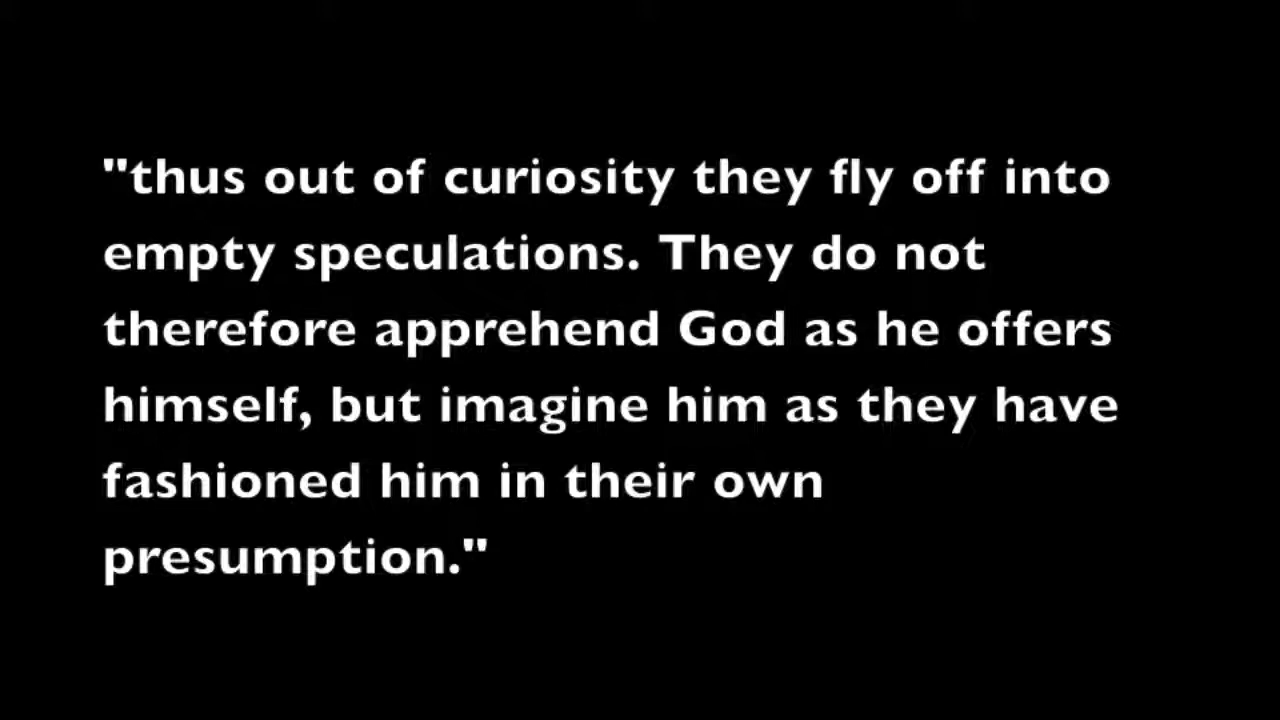 "thus out of curiosity they fly off into
empty speculations. They do not
therefore apprehend God as he offers
himself, but imagine him as they have
fashioned him in their own
presumption."